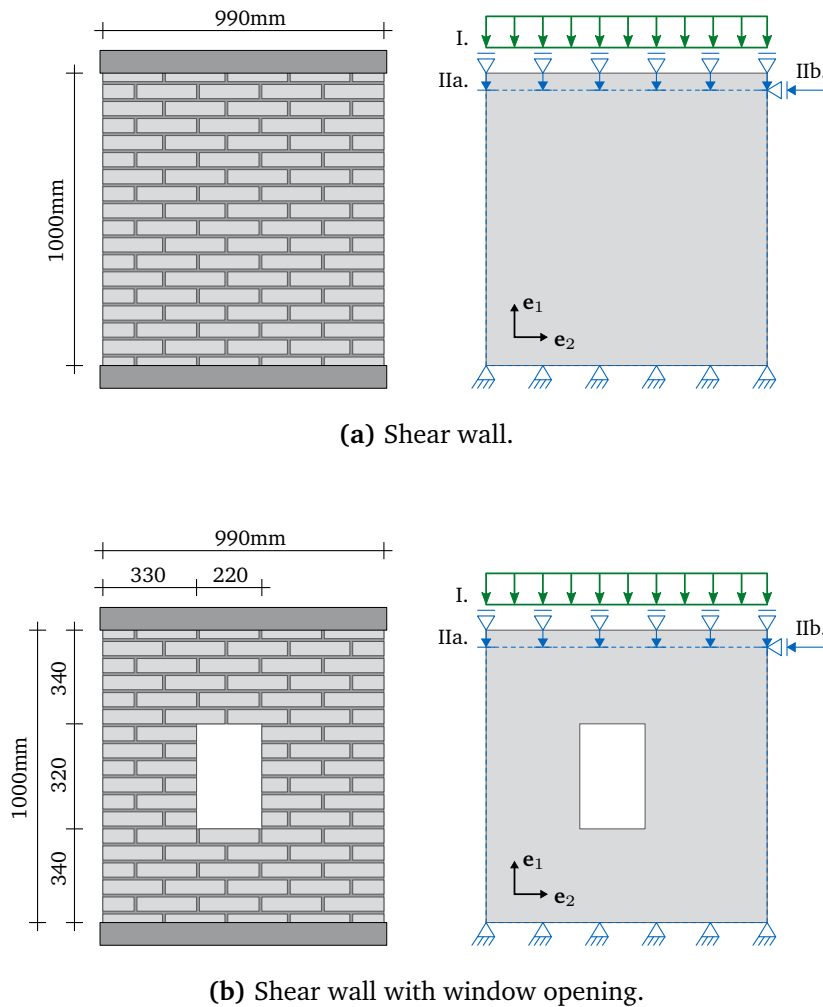 990mm
1000mm
I.
IIa.
IIb.
e1
e2
(a) Shear wall.
990mm
330
220
1000mm
340
320
340
I.
IIa.
IIb.
e1
e2
(b) Shear wall with window opening.